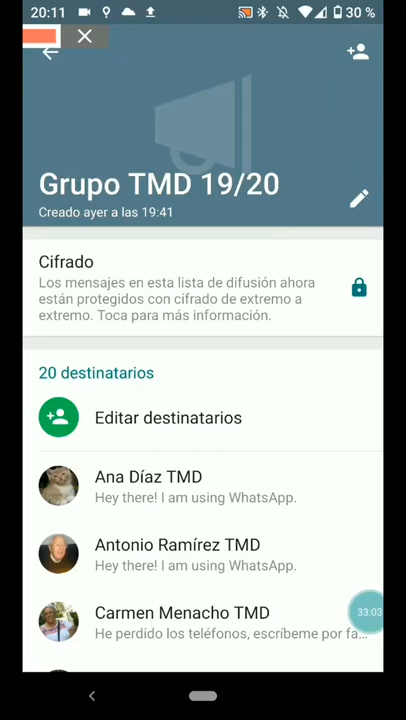 20:11
30 %
Grupo TMD 19/20
Creado ayer a las 19:41
Cifrado
Los mensajes en esta lista de difusión ahora
están protegidos con cifrado de extremo a
extremo. Toca para más información.
20 destinatarios
Editar destinatarios
Ana Díaz TMD
Hey there! I am using WhatsApp.
Antonio Ramírez TMD
Hey there! I am using WhatsApp.
33:03
Carmen Menacho TMD
He perdido los teléfonos, escríbeme por fa...